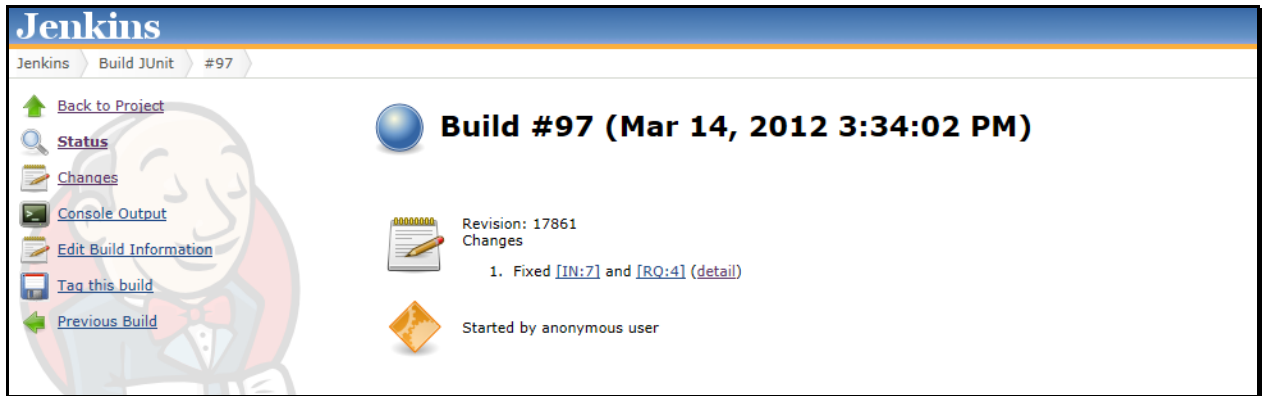 Jenkins
Jenkins Build JUnit #97
Back to Project
Status
Changes
Console Output
Edit Build Information
Tag this build
Previous Build
Build #97 (Mar 14, 2012 3:34:02 PM)
Revision: 17861
Changes
1. Fixed [IN:7] and [RQ:4] (detail)
Started by anonymous user